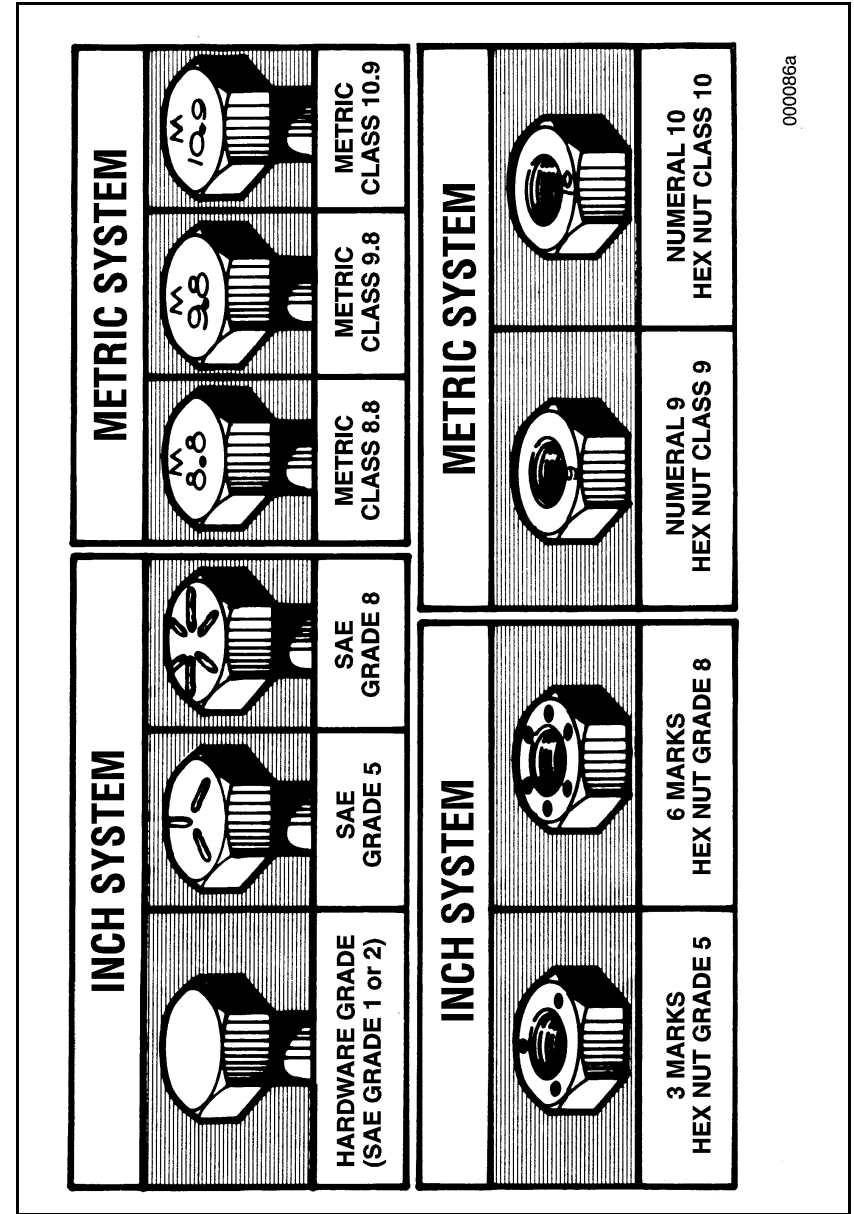 INCH SYSTEM
METRIC SYSTEM
M
8.8
M
9.8
M
10.9
HARDWARE GRADE
(SAE GRADE 1 or 2)
SAE
GRADE 5
SAE
GRADE 8
METRIC
CLASS 8.8
METRIC
CLASS 9.8
METRIC
CLASS 10.9
INCH SYSTEM
METRIC SYSTEM
9
10
3 MARKS
HEX NUT GRADE 5
6 MARKS
HEX NUT GRADE 8
NUMERAL 9
HEX NUT CLASS 9
NUMERAL 10
HEX NUT CLASS 10
000086a